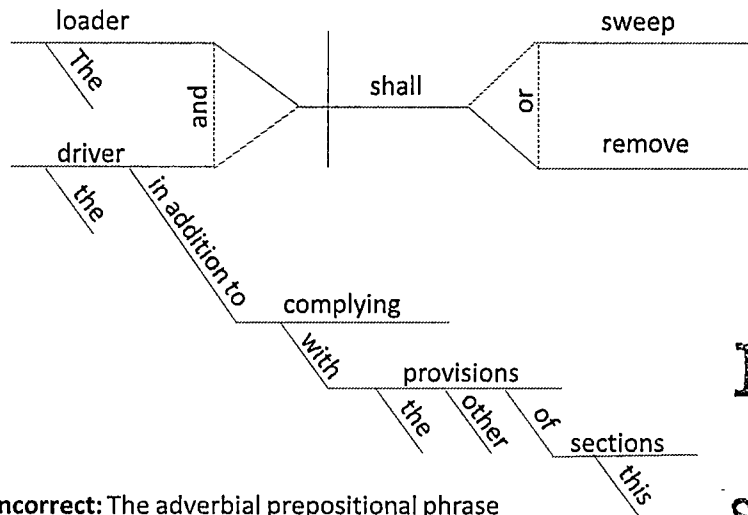 loader
sweep
The
and
shall
or
driver
remove
the
in addition to
complying
with
provisions
the
other
of
sections
this
ncorrect: The adverbial prepositional phrase